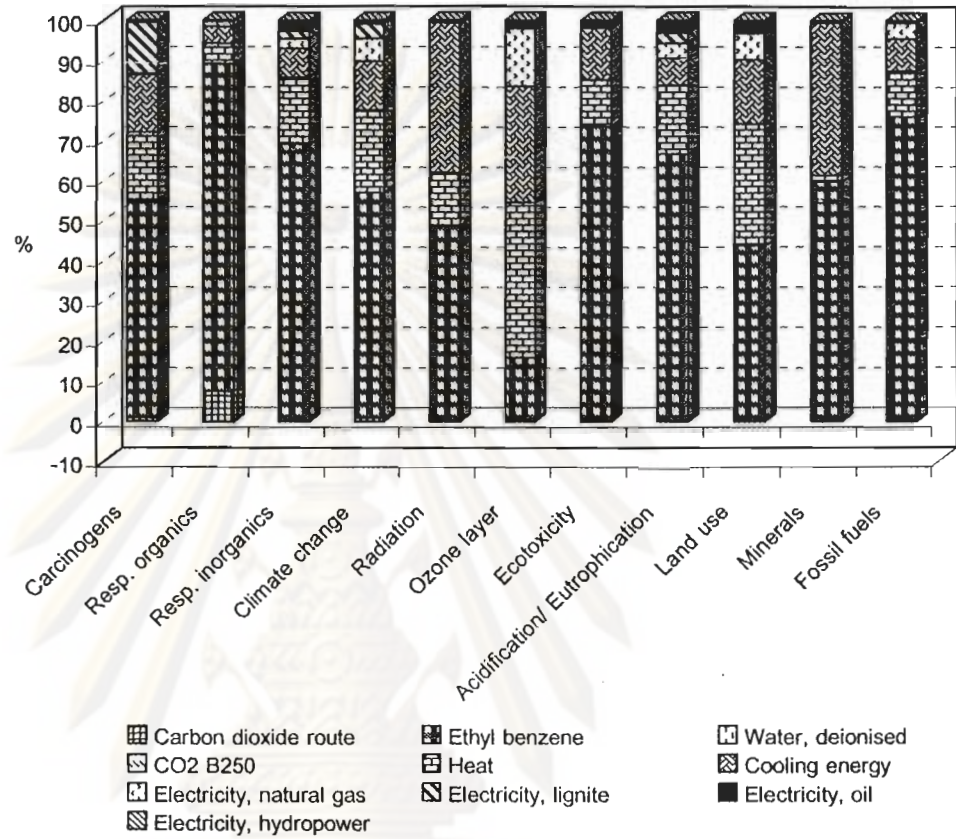 100
90
80
70
60
50
%
40
30
20
10
0
-10
Carcinogens
Resp. organics
Resp. inorganics
Climate change
Radiation
Ozone layer
Ecotoxicity
Acidification/ Eutrophication
Land use
Minerals
Fossil fuels
Carbon dioxide route Ethyl benzene Water, deionised
CO2 B250 Heat Cooling energy
Electricity, natural gas Electricity, lignite Electricity, oil
Electricity, hydropower